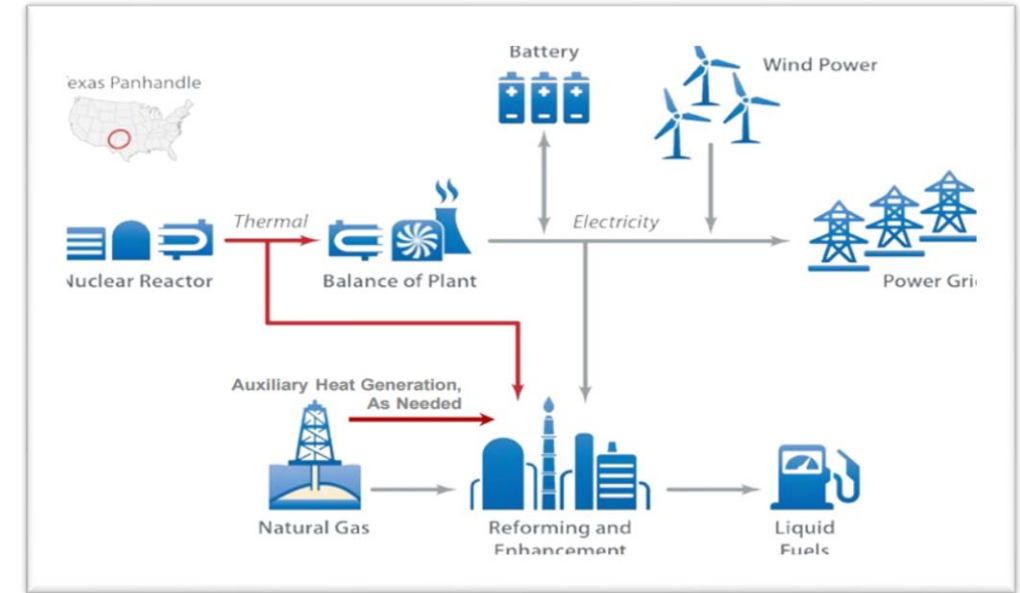 Battery
Wind Power
exas Panhandle
Thermal
Electricity
Nuclear Reactor
Balance of Plant
Power Gri
Auxiliary Heat Generation,
As Needed
Natural Gas
Reforming and
Enhancement
Liquid
Fuels